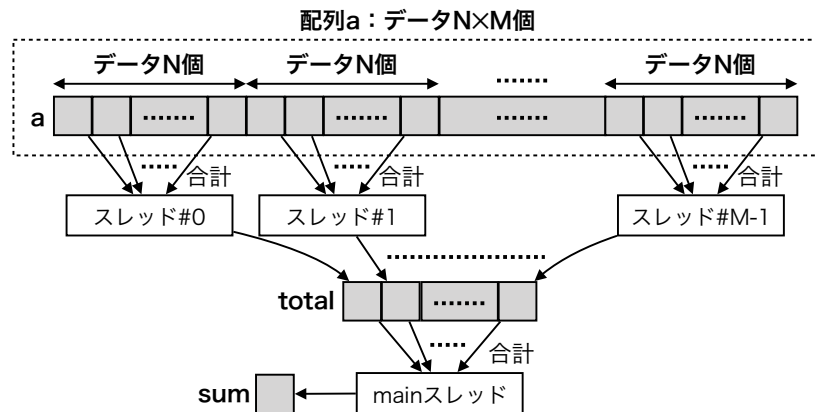 配列a：データN×M個
データN個 データN個 ....... データN個
a ....... ....... ....... .......
..... 合計 ..... 合計 ..... 合計
スレッド#0 スレッド#1 スレッド#M-1
......................
total .......
..... 合計
sum mainスレッド